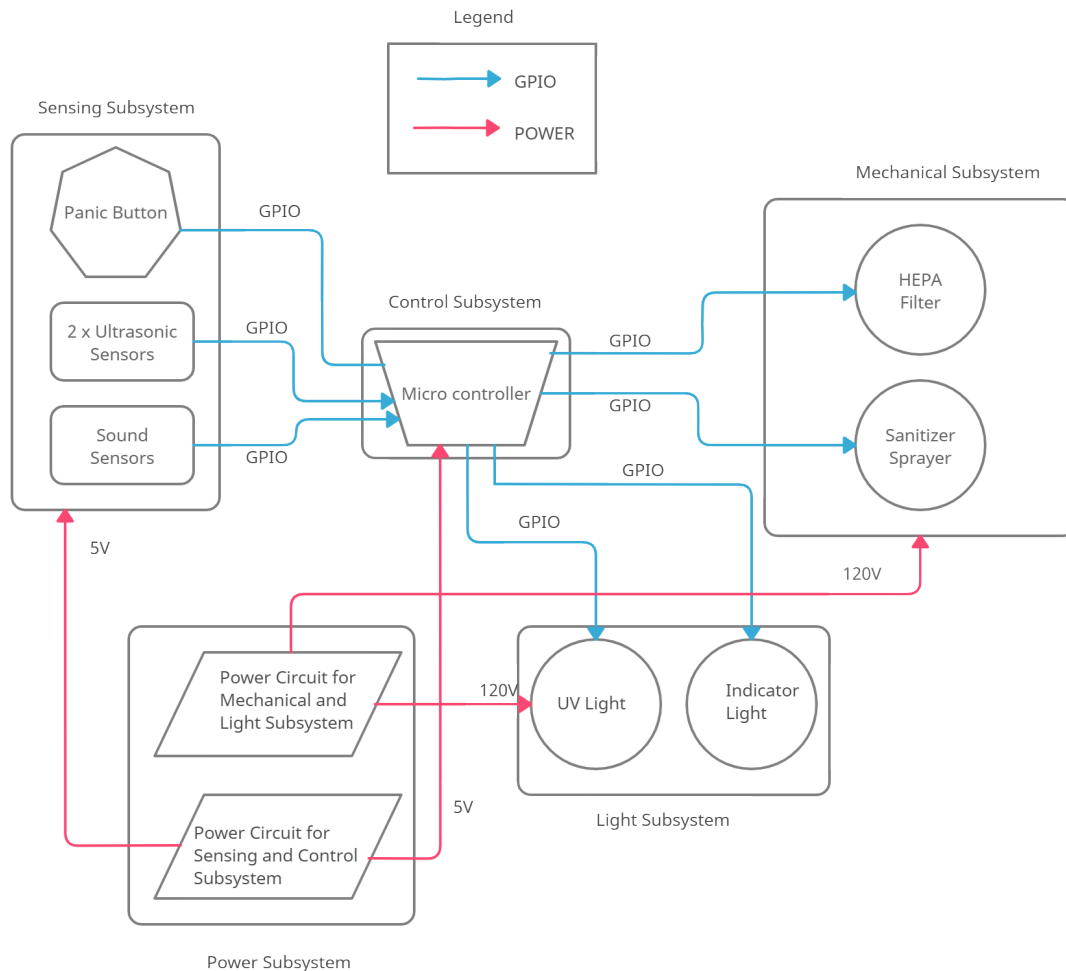 Legend
GPIO
POWER
Sensing Subsystem
Panic Button
2 x Ultrasonic
Sensors
Sound
Sensors
GPIO
GPIO
GPIO
5V
Control Subsystem
Micro controller
GPIO
GPIO
GPIO
GPIO
Mechanical Subsystem
HEPA
Filter
Sanitizer
Sprayer
120V
Power Circuit for
Mechanical and
Light Subsystem
120V
Power Circuit for
Sensing and Control
Subsystem
5V
Power Subsystem
UV Light
Indicator
Light
Light Subsystem